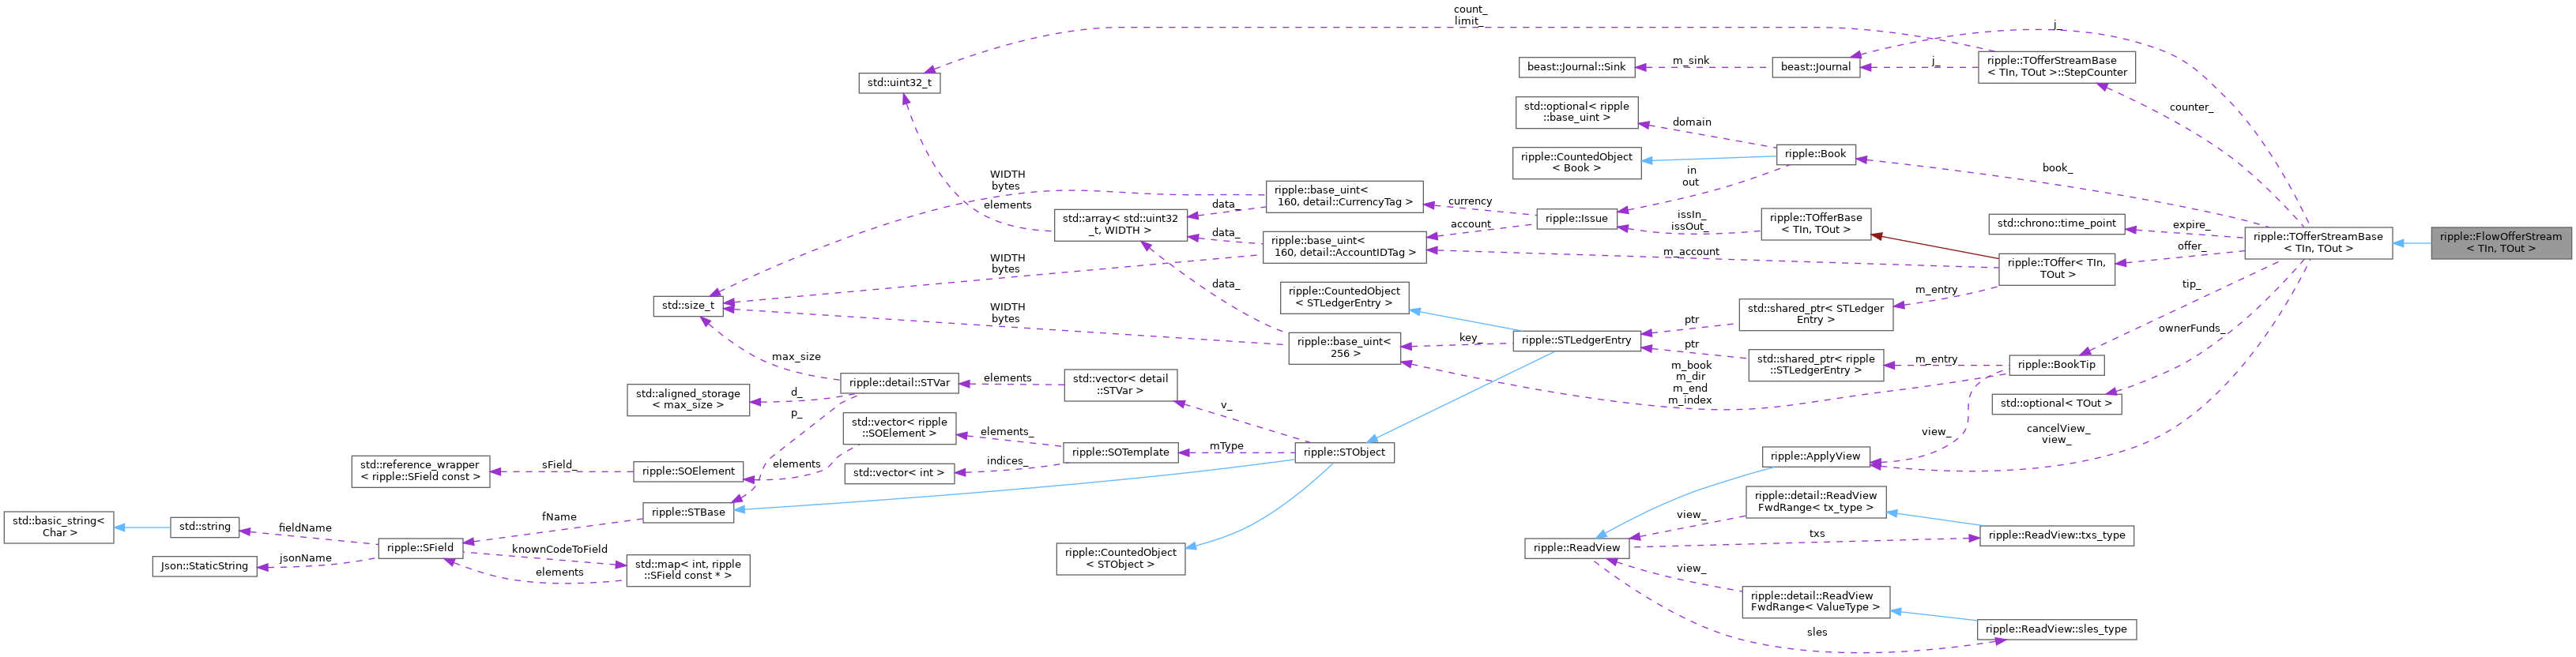 count_
limit_
j_
std::uint32_t
beast::Journal::Sink
m_sink
beast::Journal
j_
ripple::TOfferStreamBase
< TIn, TOut >::StepCounter
counter_
std::optional< ripple
::base_uint >
domain
ripple::CountedObject
< Book >
ripple::Book
book_
in
out
WIDTH
bytes
elements
ripple::base_uint<
160, detail::CurrencyTag >
currency
data_
std::array< std::uint32
_t, WIDTH >
ripple::Issue
issIn_
issOut_
ripple::TOfferBase
< TIn, TOut >
std::chrono::time_point
expire_
account
data_
ripple::base_uint<
160, detail::AccountIDTag >
m_account
offer_
ripple::TOfferStreamBase
< TIn, TOut >
ripple::FlowOfferStream
< TIn, TOut >
ripple::TOffer< TIn,
TOut >
WIDTH
bytes
data_
tip_
m_entry
ripple::CountedObject
< STLedgerEntry >
std::size_t
WIDTH
bytes
std::shared_ptr< STLedger
Entry >
ptr
ownerFunds_
ripple::base_uint<
256 >
key_
ripple::STLedgerEntry
ptr
std::shared_ptr< ripple
::STLedgerEntry >
m_entry
ripple::BookTip
max_size
m_book
m_dir
m_end
m_index
ripple::detail::STVar
elements
std::vector< detail
::STVar >
std::aligned_storage
< max_size >
d_
p_
v_
std::optional< TOut >
std::vector< ripple
::SOElement >
elements_
view_
cancelView_
view_
mType
ripple::SOTemplate
ripple::STObject
ripple::ApplyView
indices_
std::vector< int >
elements
sField_
ripple::SOElement
std::reference_wrapper
< ripple::SField const >
ripple::detail::ReadView
FwdRange< tx_type >
view_
fName
ripple::STBase
std::basic_string<
Char >
std::string
fieldName
txs
ripple::ReadView::txs_type
ripple::SField
knownCodeToField
ripple::ReadView
ripple::CountedObject
< STObject >
Json::StaticString
jsonName
elements
std::map< int, ripple
::SField const * >
view_
ripple::detail::ReadView
FwdRange< ValueType >
sles
ripple::ReadView::sles_type